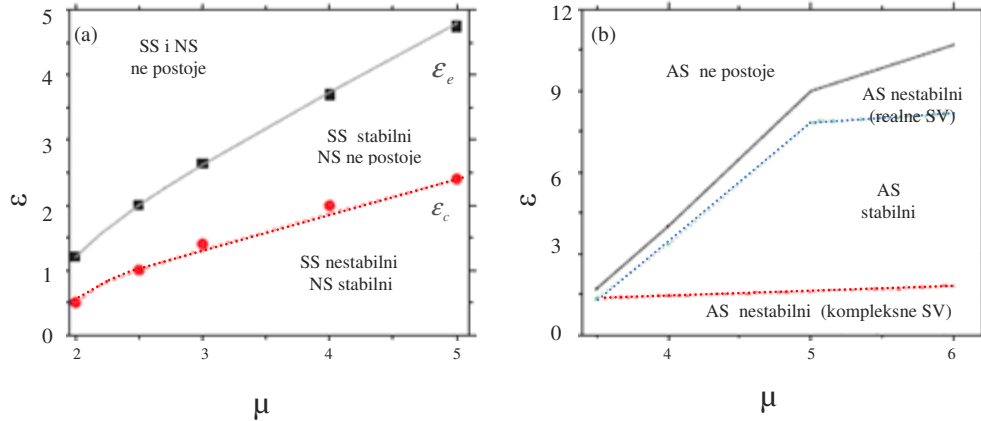 (a)
SS i NS
ne postoje
ε_e
SS stabilni
NS ne postoje
ε_c
SS nestabilni
NS stabilni
ε
5
4
3
2
1
0
2
3
4
5
μ
(b)
AS ne postoje
AS nestabilni
(realne SV)
AS
stabilni
AS nestabilni (kompleksne SV)
ε
12
9
6
3
0
4
5
6
μ